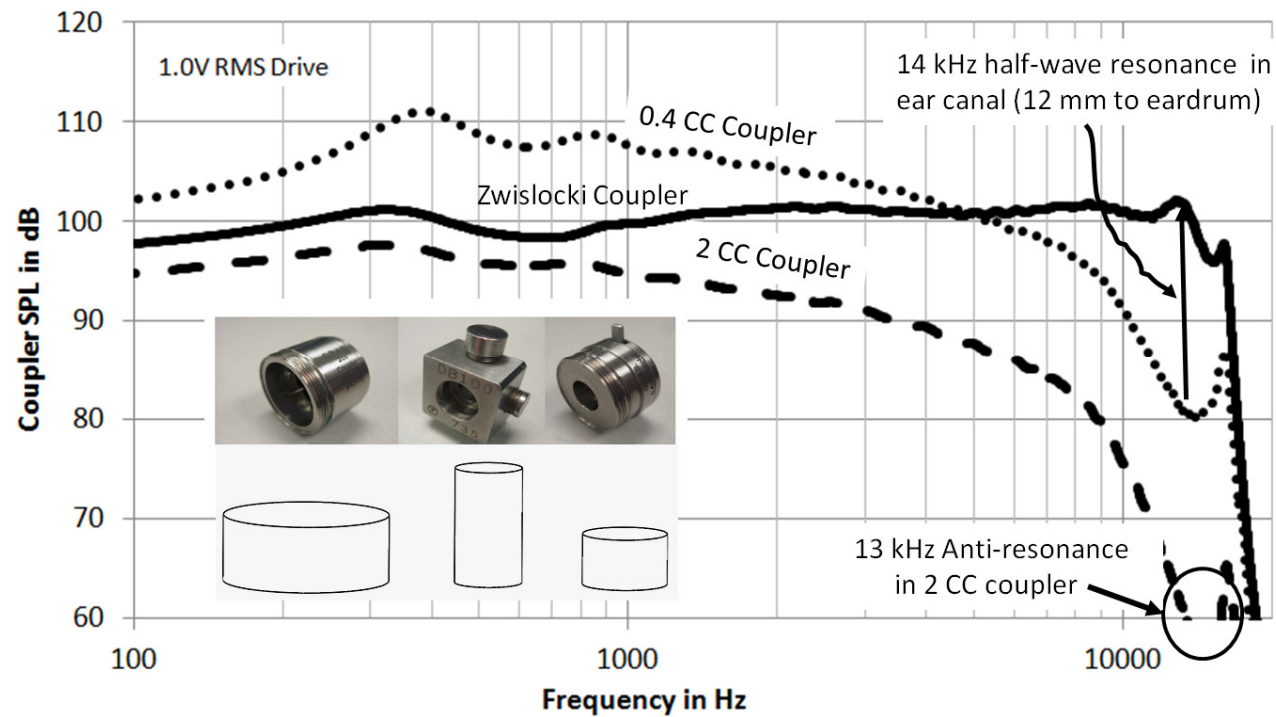 120
110
100
90
80
70
60
Coupler SPL in dB
1.0V RMS Drive
14 kHz half-wave resonance in
ear canal (12 mm to eardrum)
0.4 CC Coupler
Zwislocki Coupler
2 CC Coupler
DB100
735
13 kHz Anti-resonance
in 2 CC coupler
100
1000
10000
Frequency in Hz